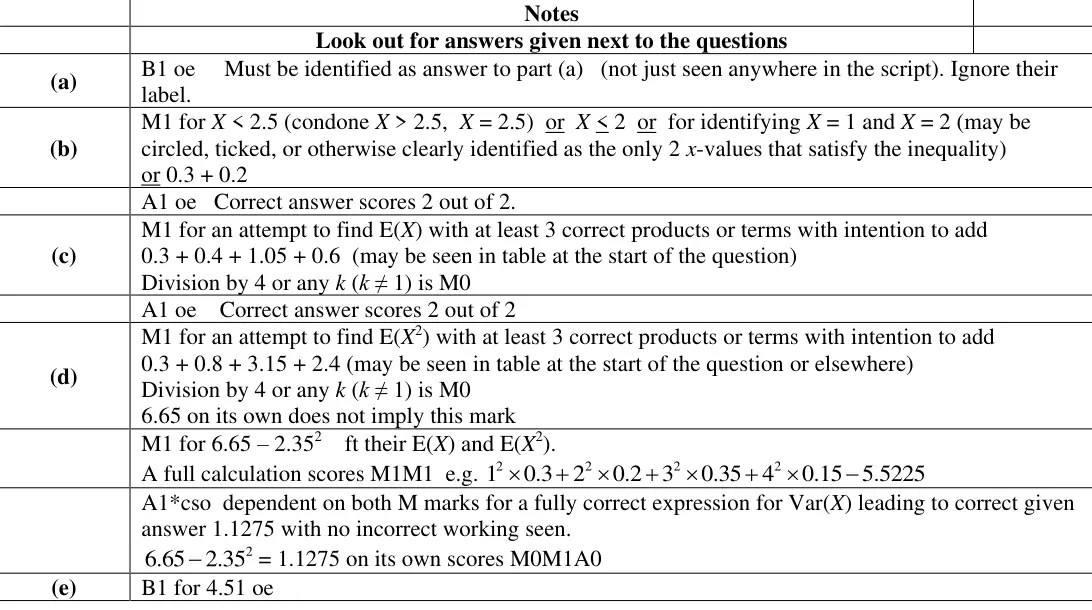 Notes
Look out for answers given next to the questions
(a)
B1 oe Must be identified as answer to part (a) (not just seen anywhere in the script). Ignore their
label.
(b)
M1 for X < 2.5 (condone X > 2.5, X = 2.5) or X ≤ 2 or for identifying X = 1 and X = 2 (may be
circled, ticked, or otherwise clearly identified as the only 2 x-values that satisfy the inequality)
or 0.3 + 0.2
A1 oe Correct answer scores 2 out of 2.
(c)
M1 for an attempt to find E(X) with at least 3 correct products or terms with intention to add
0.3 + 0.4 + 1.05 + 0.6 (may be seen in table at the start of the question)
Division by 4 or any k (k ≠ 1) is M0
A1 oe Correct answer scores 2 out of 2
(d)
M1 for an attempt to find E(X²) with at least 3 correct products or terms with intention to add
0.3 + 0.8 + 3.15 + 2.4 (may be seen in table at the start of the question or elsewhere)
Division by 4 or any k (k ≠ 1) is M0
6.65 on its own does not imply this mark
M1 for 6.65 – 2.35² ft their E(X) and E(X²).
A full calculation scores M1M1 e.g. 1² × 0.3 + 2² × 0.2 + 3² × 0.35 + 4² × 0.15 − 5.5225
A1*cso dependent on both M marks for a fully correct expression for Var(X) leading to correct given
answer 1.1275 with no incorrect working seen.
6.65 − 2.35² = 1.1275 on its own scores M0M1A0
(e)
B1 for 4.51 oe